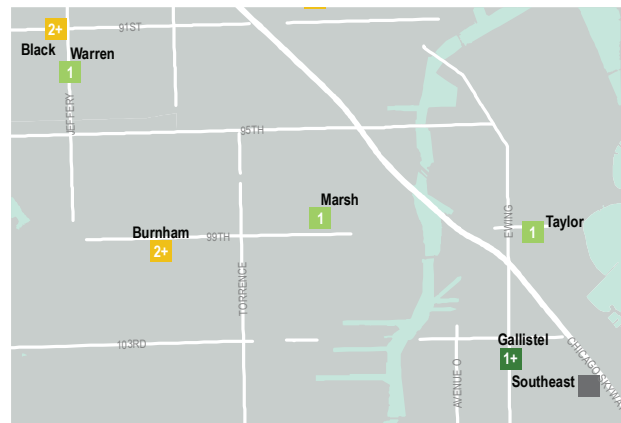 2+
91ST
Black
Warren
1
JEFFERY
95TH
Marsh
1
Taylor
1
EWING
Burnham
99TH
2+
TORRENCE
103RD
Gallistel
1+
AVENUE O
CHICAGO SKYWAY
Southeast